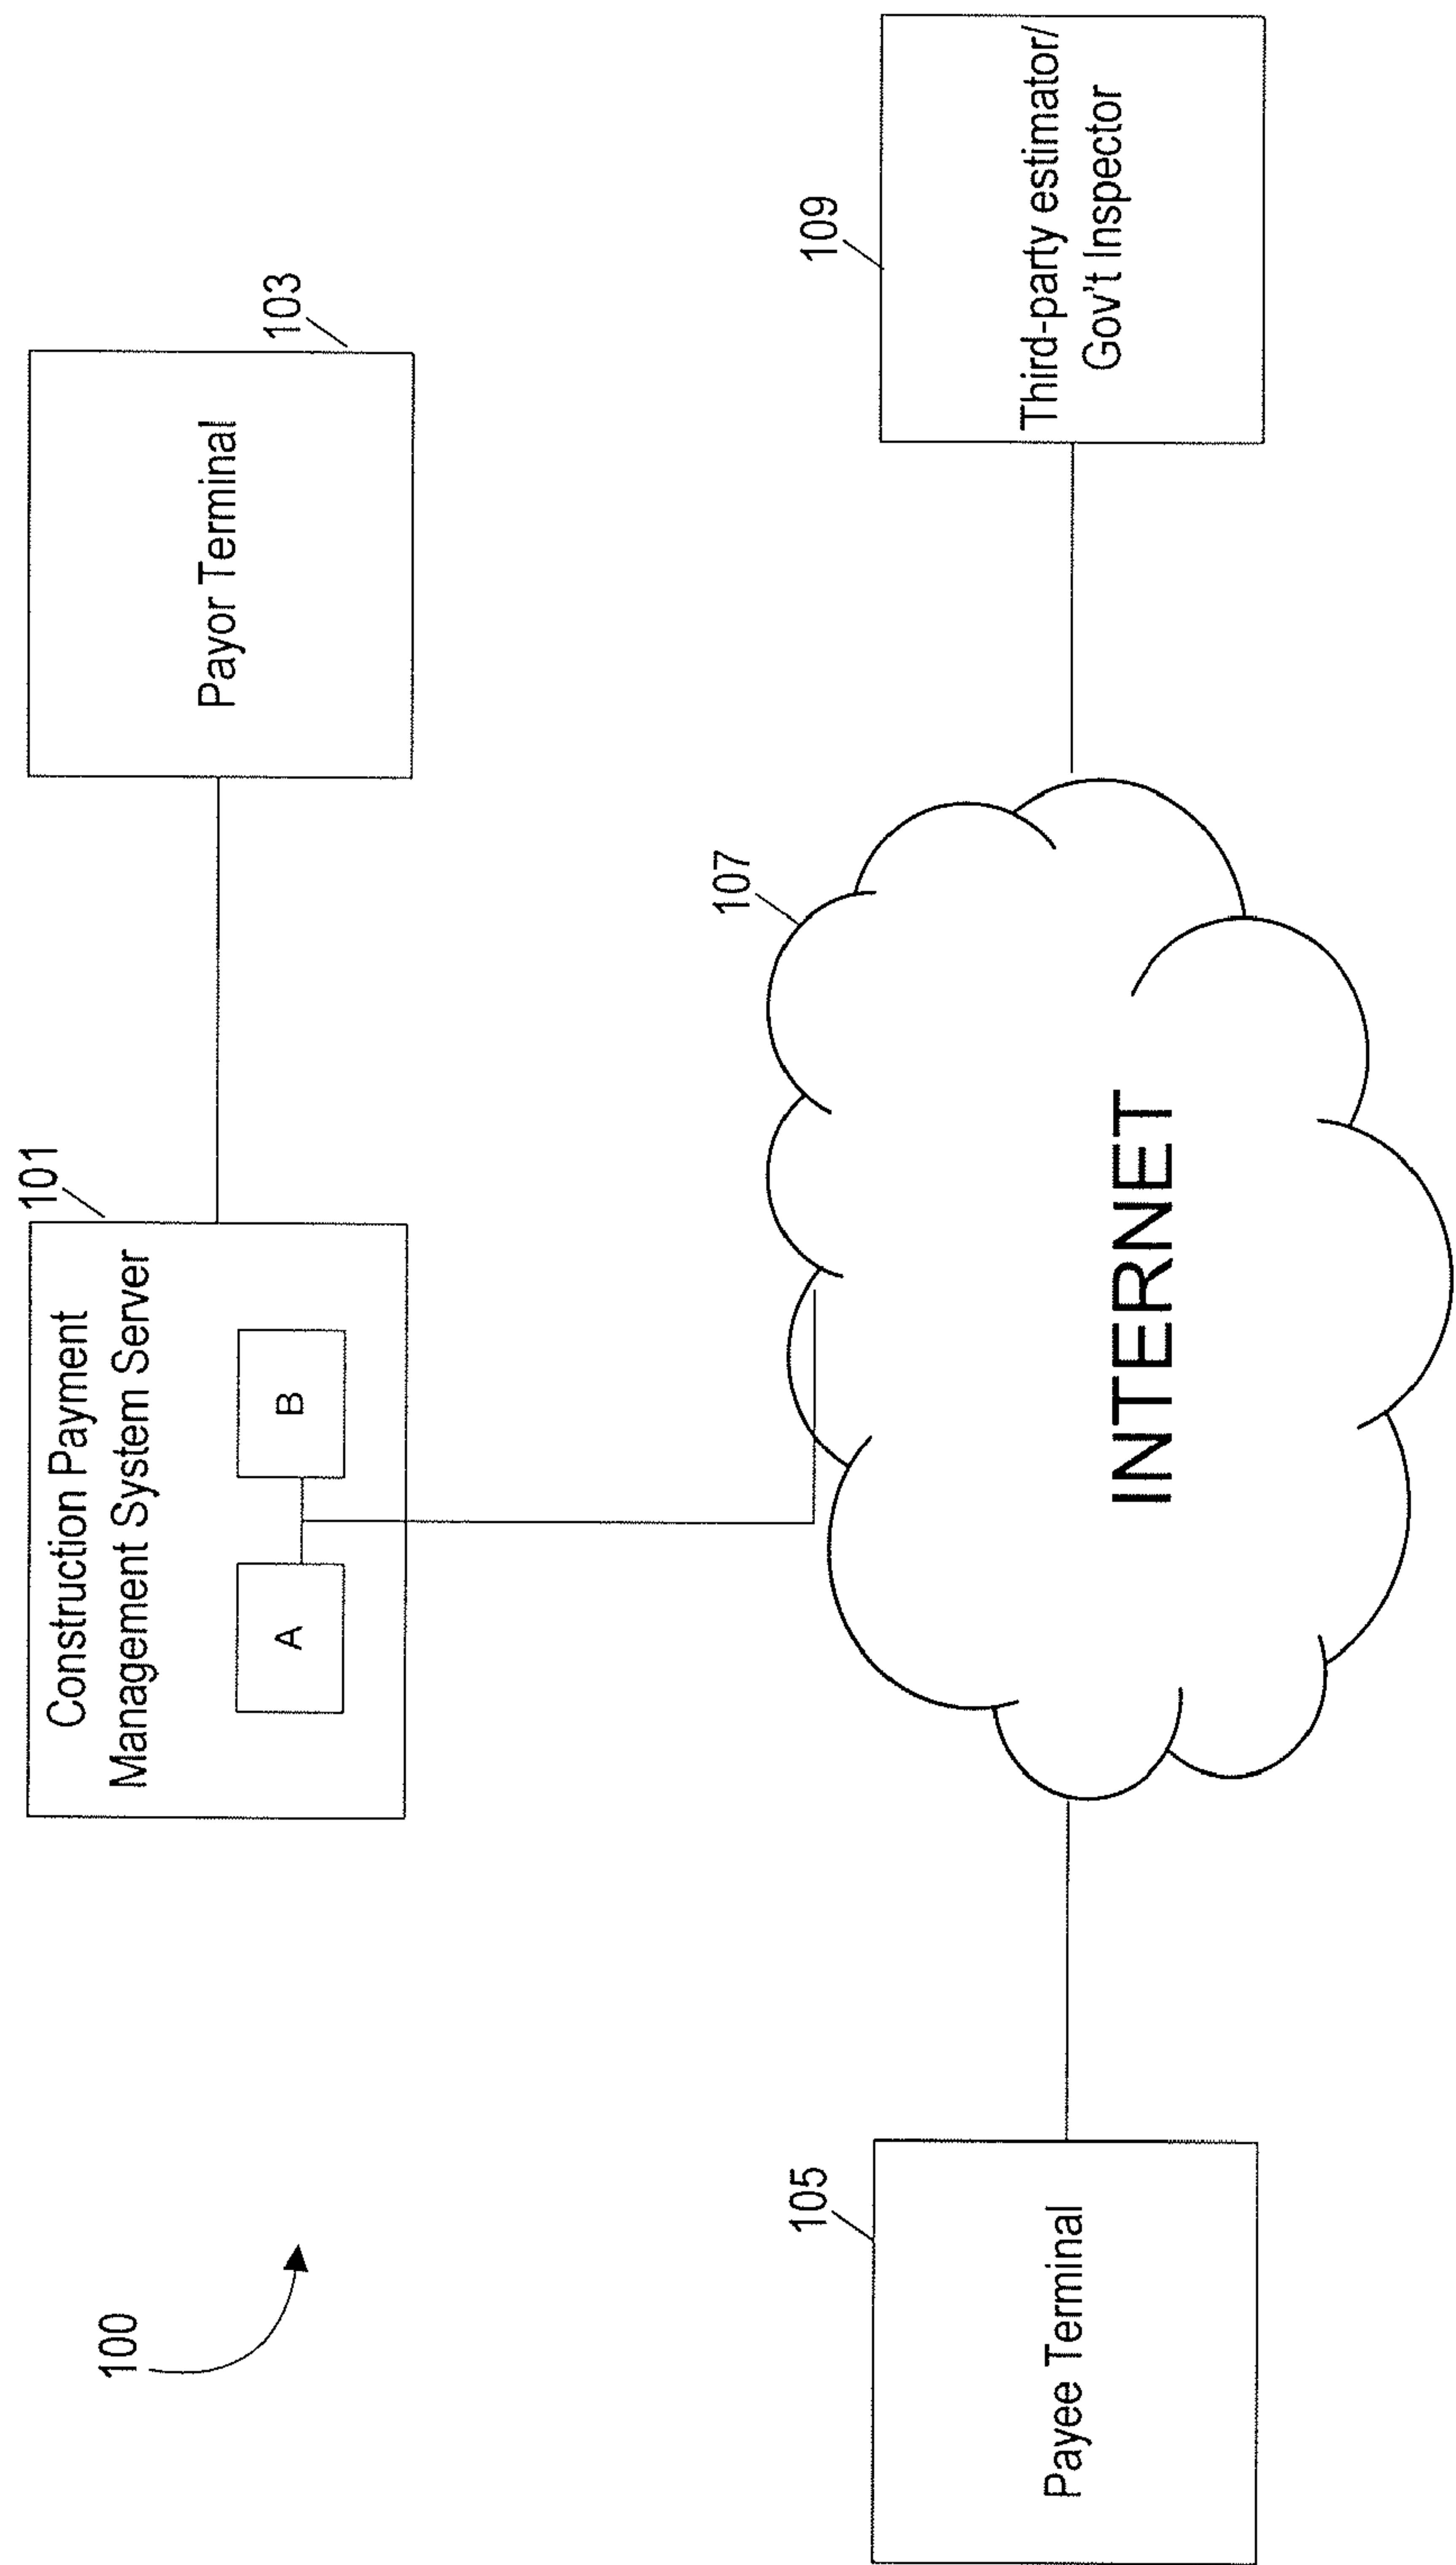 100
101
Construction Payment
Management System Server
A
B
103
Payor Terminal
105
Payee Terminal
107
INTERNET
109
Third-party estimator/
Gov't Inspector